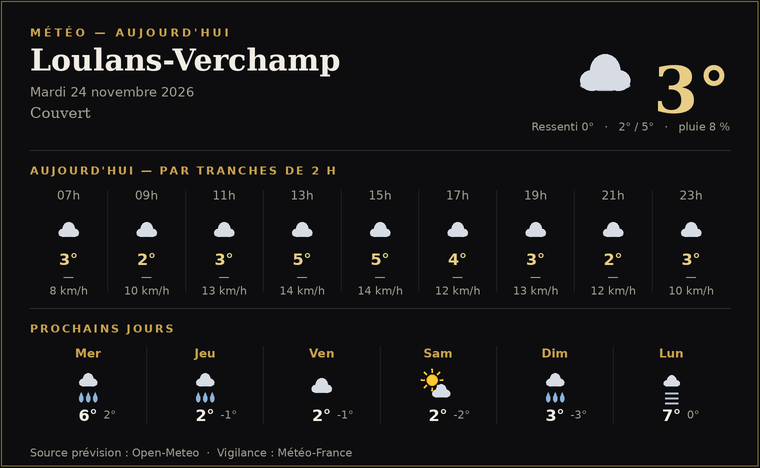 MÉTÉO — AUJOURD'HUI
Loulans-Verchamp
Mardi 24 novembre 2026
Couvert
3°
Ressenti 0° · 2° / 5° · pluie 8 %
AUJOURD'HUI — PAR TRANCHES DE 2 H
07h 09h 11h 13h 15h 17h 19h 21h 23h
3° 2° 3° 5° 5° 4° 3° 2° 3°
— — — — — — — — —
8 km/h 10 km/h 13 km/h 14 km/h 14 km/h 12 km/h 13 km/h 12 km/h 10 km/h
PROCHAINS JOURS
Mer Jeu Ven Sam Dim Lun
6° 2° 2° -1° 2° -1° 2° -2° 3° -3° 7° 0°
Source prévision : Open-Meteo · Vigilance : Météo-France